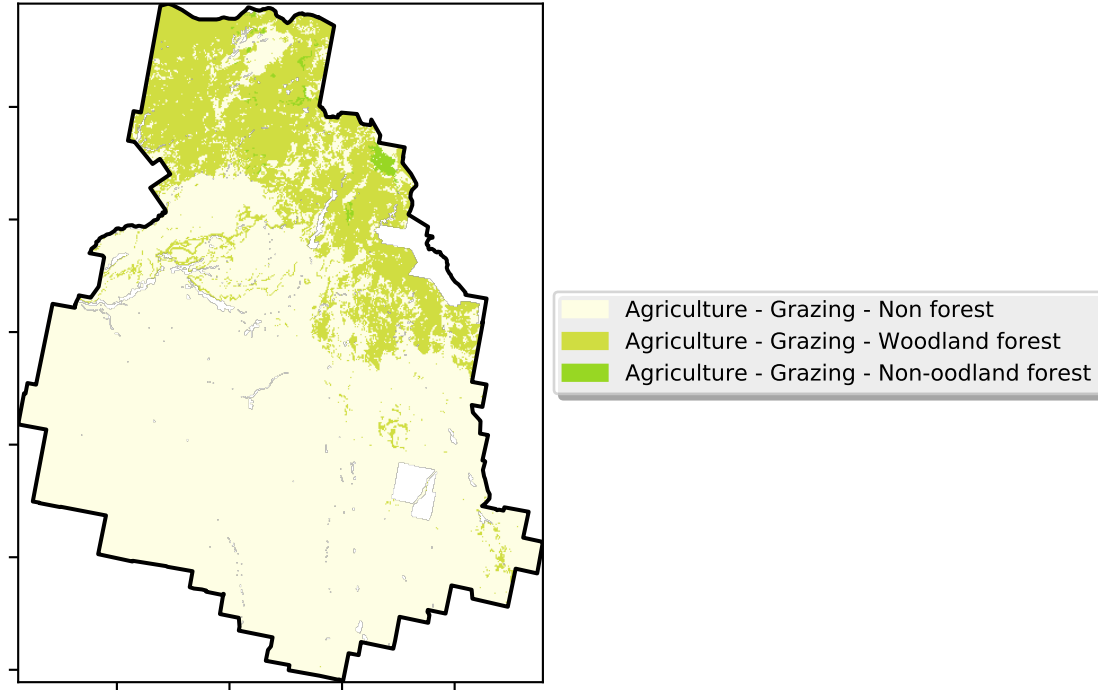 Agriculture - Grazing - Non forest
Agriculture - Grazing - Woodland forest
Agriculture - Grazing - Non-oodland forest